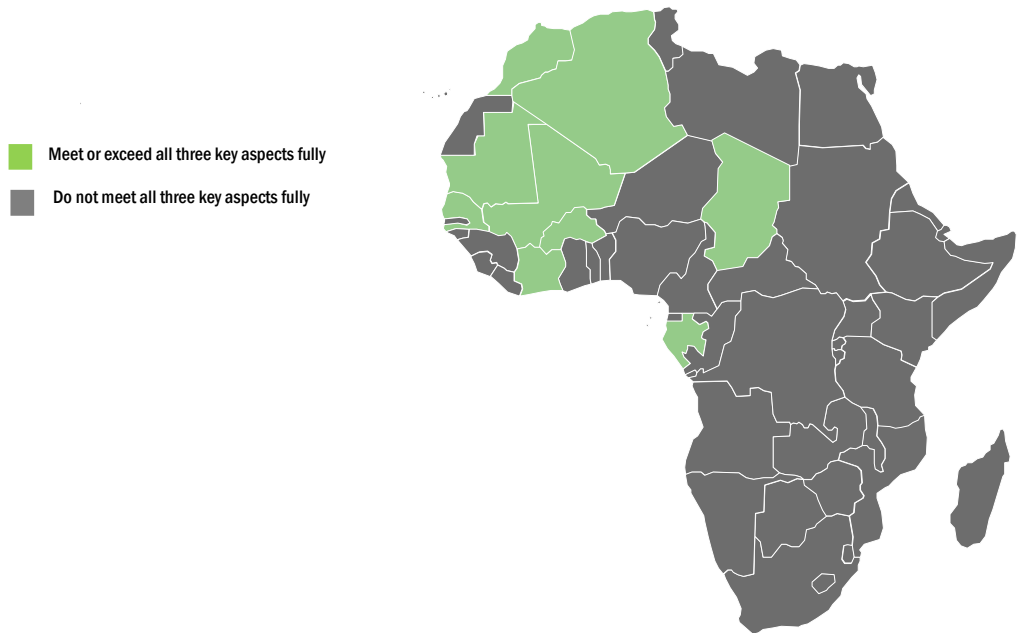 Meet or exceed all three key aspects fully
Do not meet all three key aspects fully